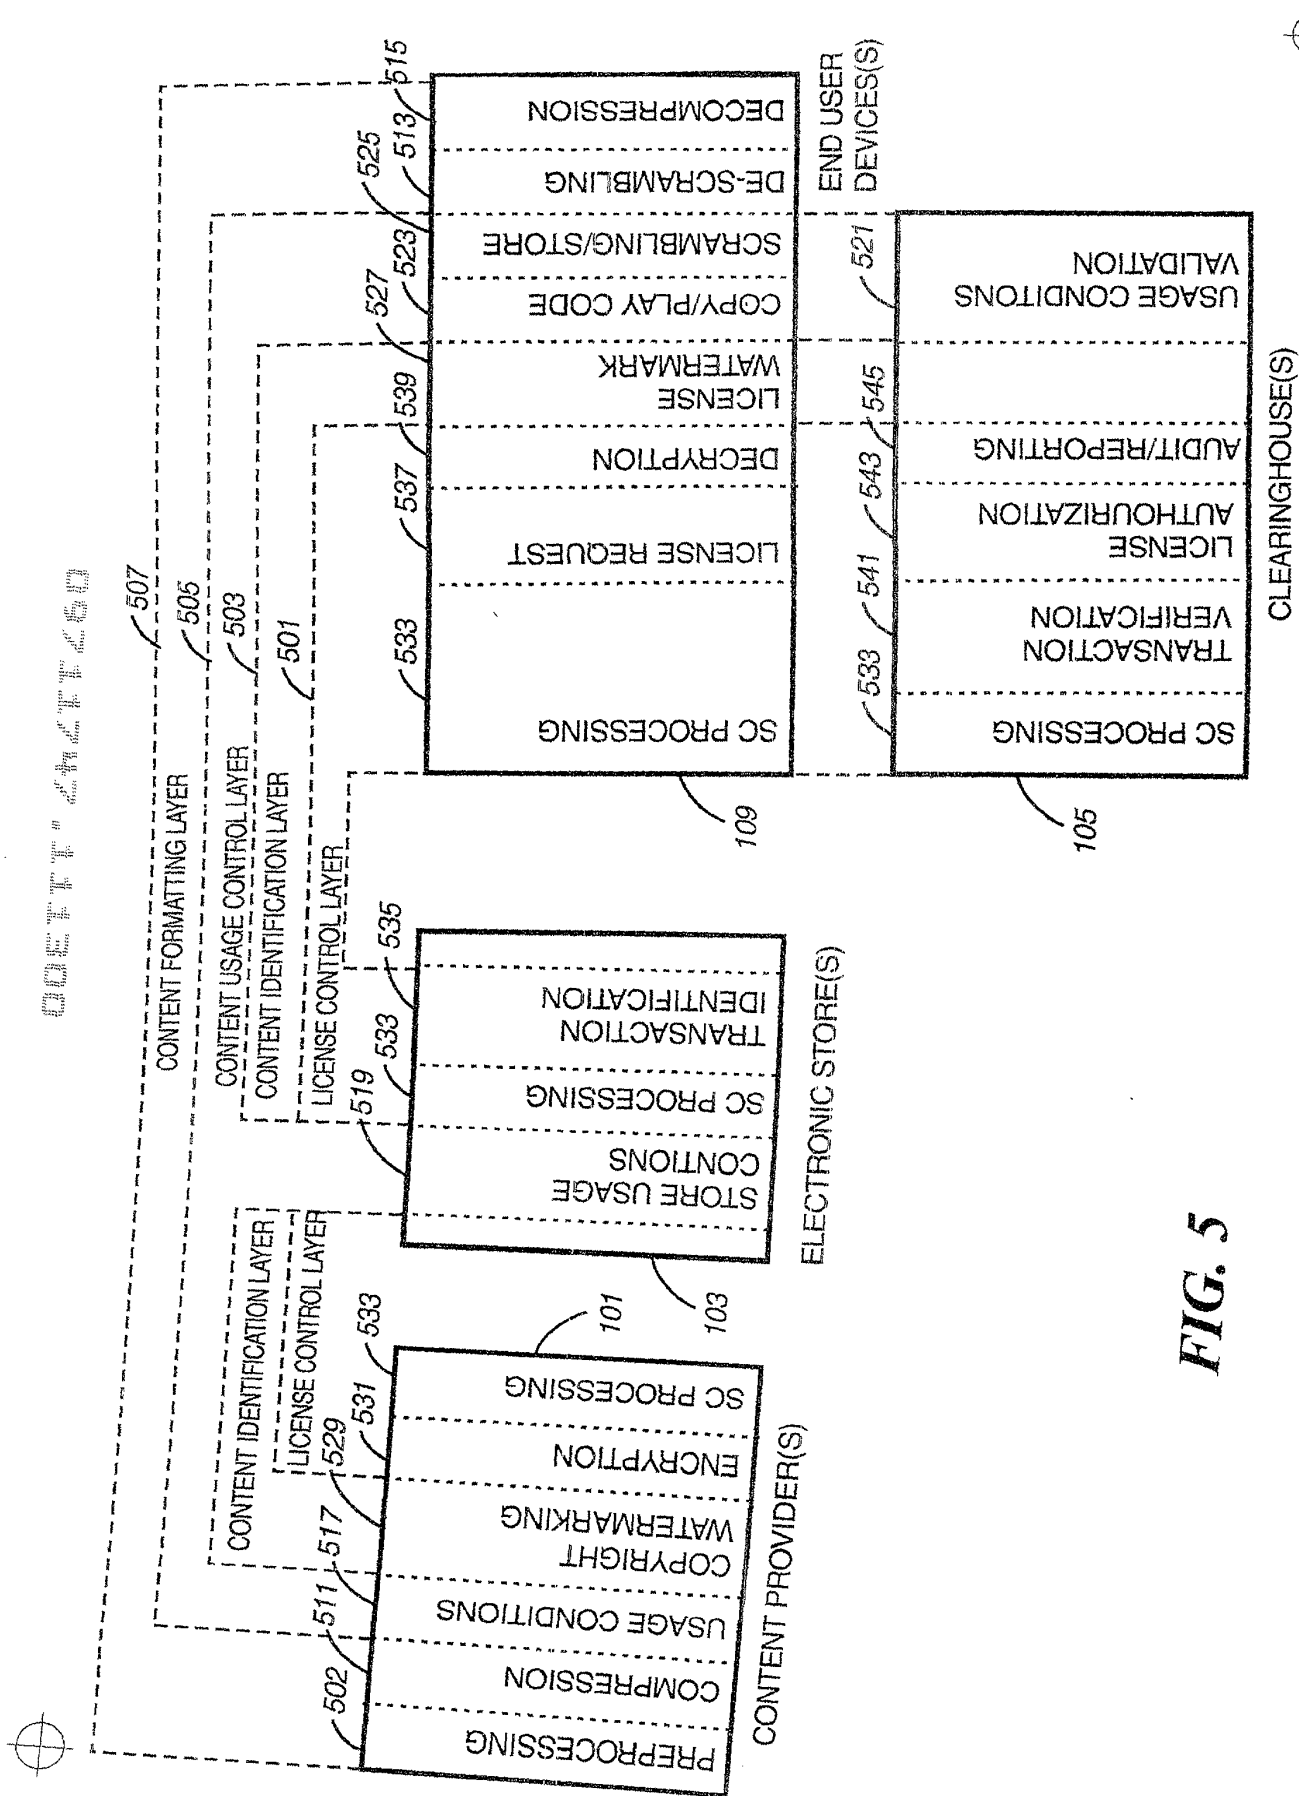 CONTENT FORMATTING LAYER
507
505
CONTENT USAGE CONTROL LAYER
503
CONTENT IDENTIFICATION LAYER
501
LICENSE CONTROL LAYER
CONTENT IDENTIFICATION LAYER
LICENSE CONTROL LAYER
502
511
517
529
531
533
PREPROCESSING
COMPRESSION
USAGE CONDITIONS
COPYRIGHT
WATERMARKING
ENCRYPTION
SC PROCESSING
101
CONTENT PROVIDER(S)
519
533
535
STORE USAGE
CONTIONS
SC PROCESSING
TRANSACTION
IDENTIFICATION
103
ELECTRONIC STORE(S)
533
537
539
527
523
525
513
515
SC PROCESSING
LICENSE REQUEST
DECRYPTION
LICENSE
WATERMARK
COPY/PLAY CODE
SCRAMBLING/STORE
DE-SCRAMBLING
DECOMPRESSION
109
END USER
DEVICES(S)
533
541
543
545
521
SC PROCESSING
TRANSACTION
VERIFICATION
LICENSE
AUTHOURIZATION
AUDIT/REPORTING
USAGE CONDITONS
VALIDATION
105
CLEARINGHOUSE(S)
FIG. 5